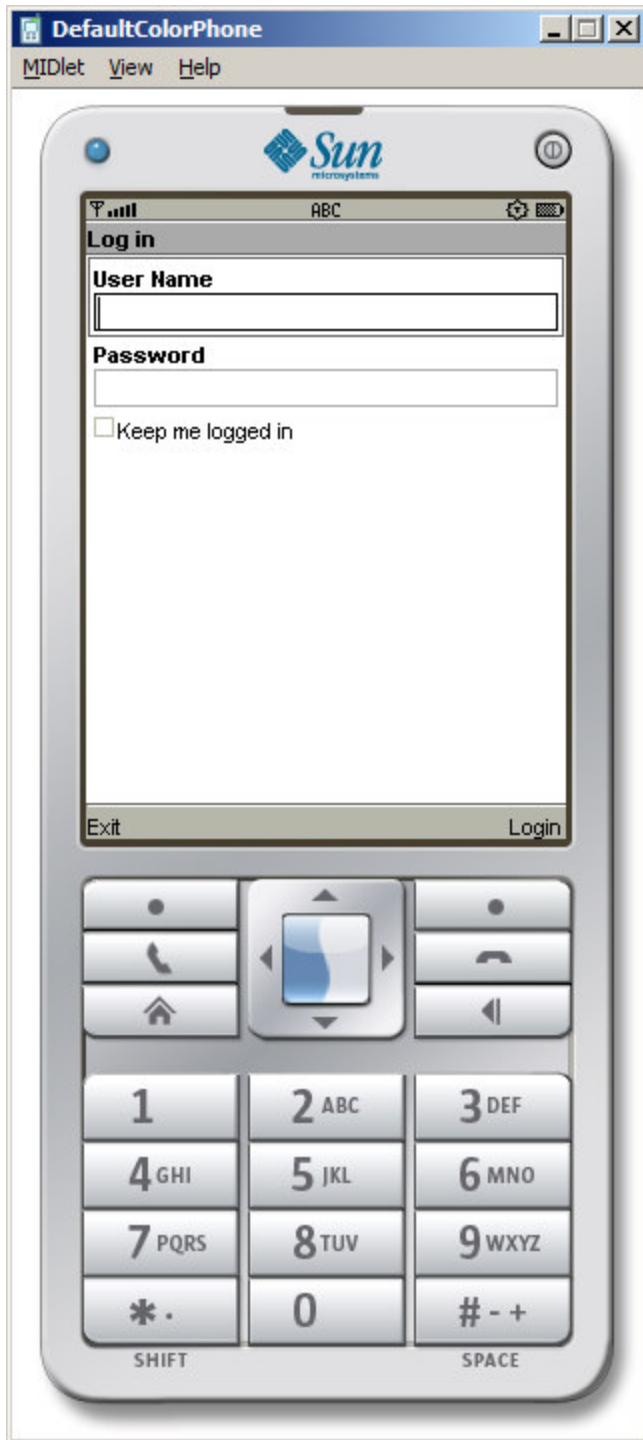 DefaultColorPhone
MIDlet View Help
Sun
microsystems
ABC
Log in
User Name
Password
Keep me logged in
Exit Login
1 2 ABC 3 DEF
4 GHI 5 JKL 6 MNO
7 PQRS 8 TUV 9 WXYZ
* . 0 # - +
SHIFT SPACE